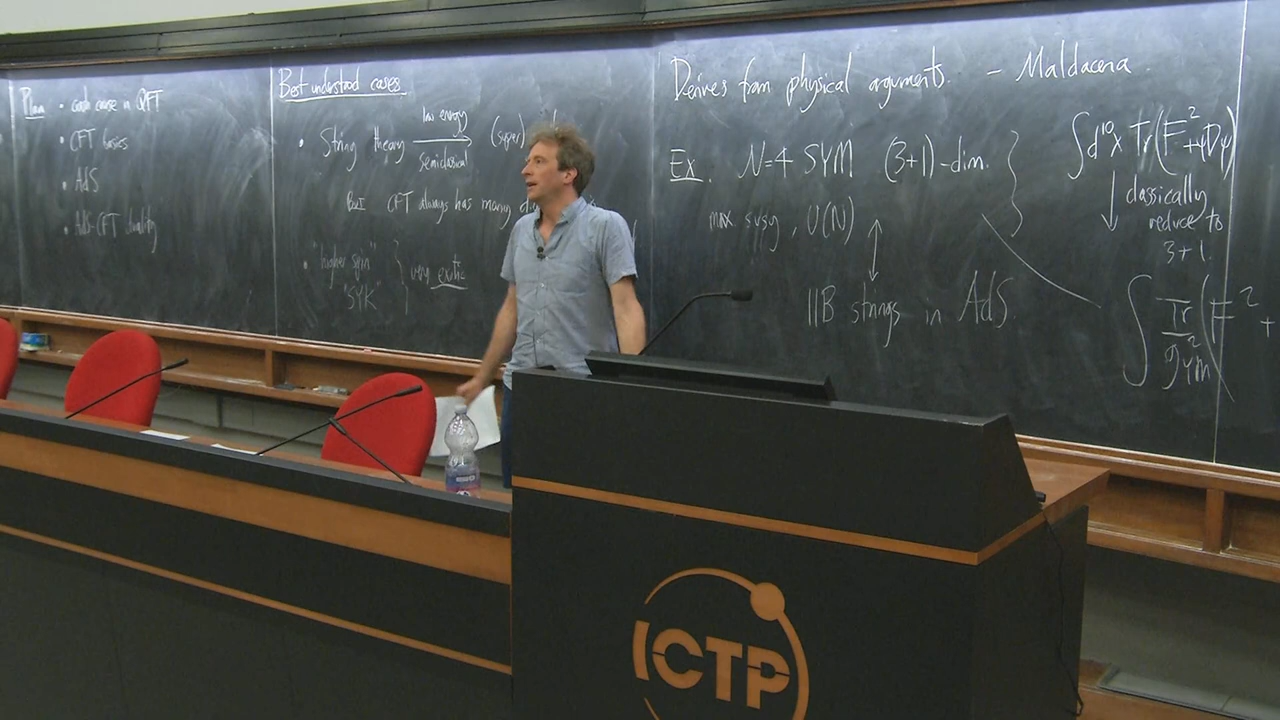 Plan • crash course in QFT
• CFT basics
• AdS
• AdS-CFT duality
Best understood cases
• String theory low energy → semiclassical (super)
BUT CFT always has many
• "higher spin"
"SYK"
} very exotic
Derives from physical arguments. - Maldacena
Ex. N=4 SYM (3+1)-dim. }
max susy, U(N)
↕
IIB strings in AdS
∫d¹⁰x Tr(F²+ψDψ)
↓ classically
reduce to
3+1
∫ Tr/g²ym (F² +
ICTP